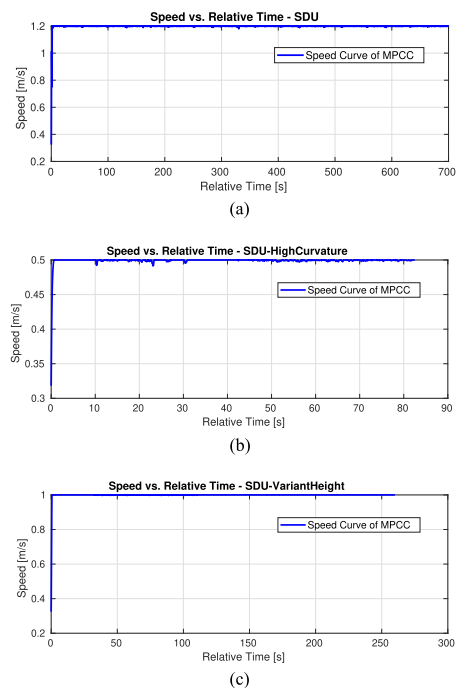 Speed vs. Relative Time - SDU
1.2
1
0.8
0.6
0.4
0.2
Speed [m/s]
Speed Curve of MPCC
0 100 200 300 400 500 600 700
Relative Time [s]
(a)
Speed vs. Relative Time - SDU-HighCurvature
0.5
0.45
0.4
0.35
0.3
Speed [m/s]
Speed Curve of MPCC
0 10 20 30 40 50 60 70 80 90
Relative Time [s]
(b)
Speed vs. Relative Time - SDU-VariantHeight
1
0.8
0.6
0.4
0.2
Speed [m/s]
Speed Curve of MPCC
0 50 100 150 200 250 300
Relative Time [s]
(c)